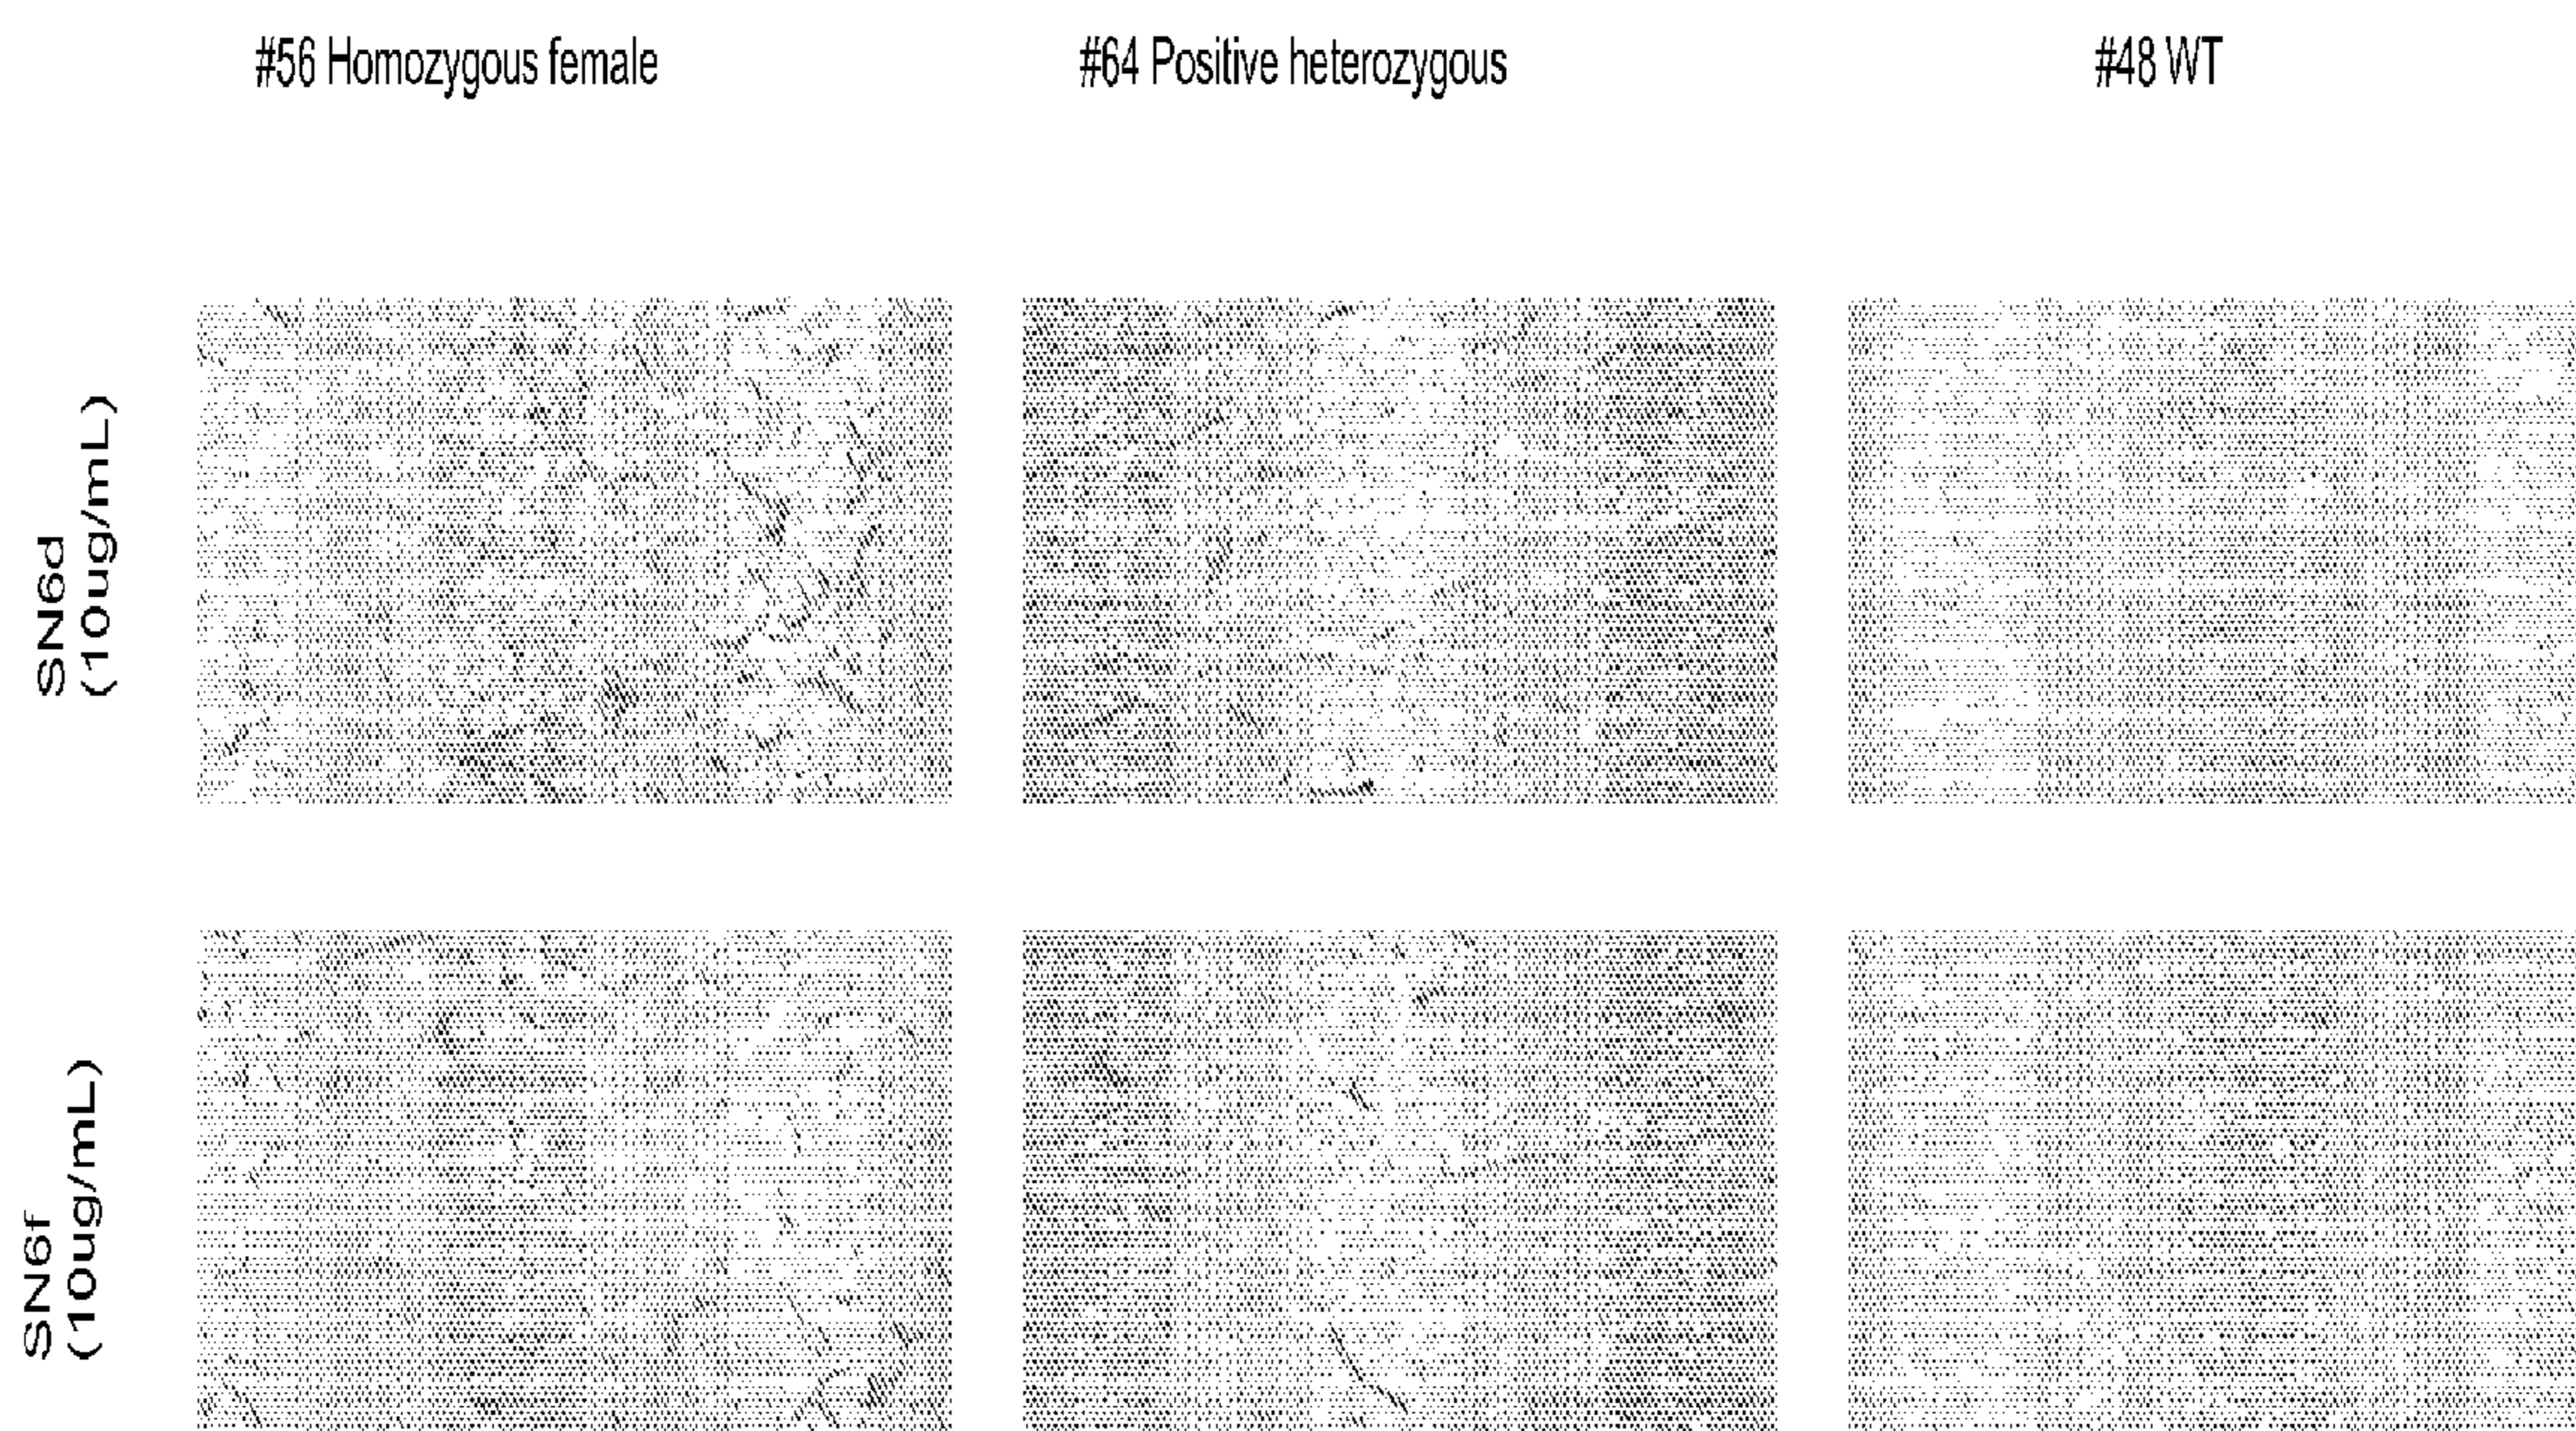 #56 Homozygous female
#64 Positive heterozygous
#48 WT
SN6d
(10ug/mL)
SN6f
(10ug/mL)